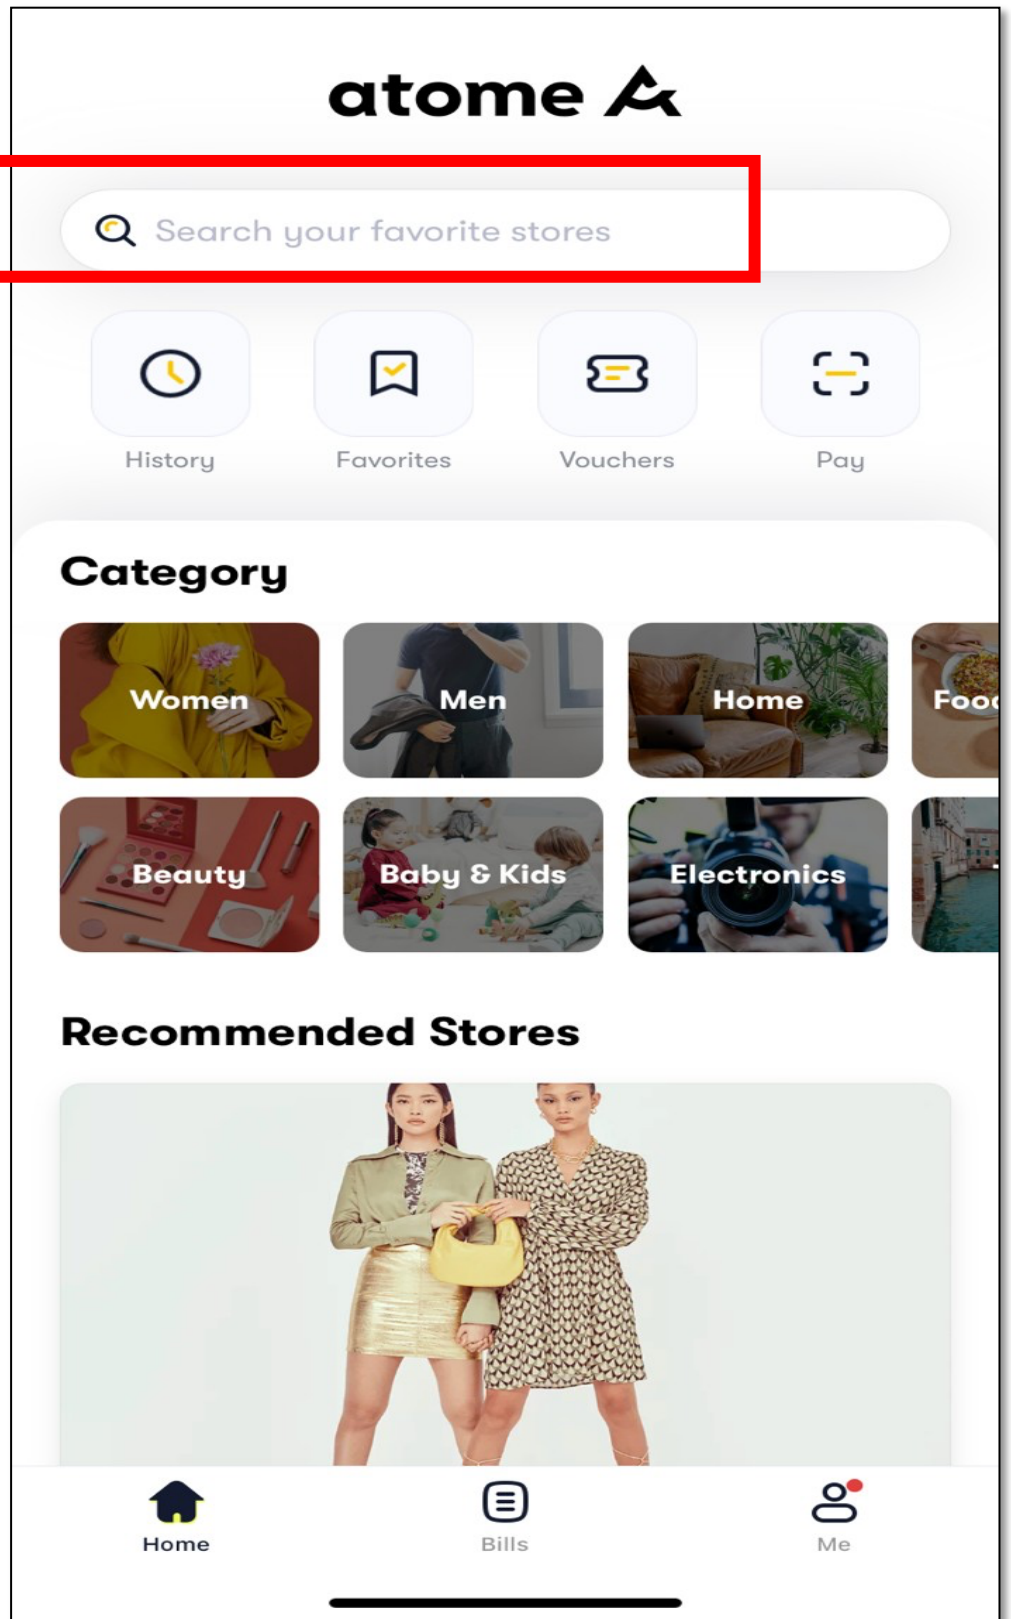 atome
Search your favorite stores
History Favorites Vouchers Pay
Category
Women Men Home
Beauty Baby & Kids Electronics
Recommended Stores
Home Bills Me